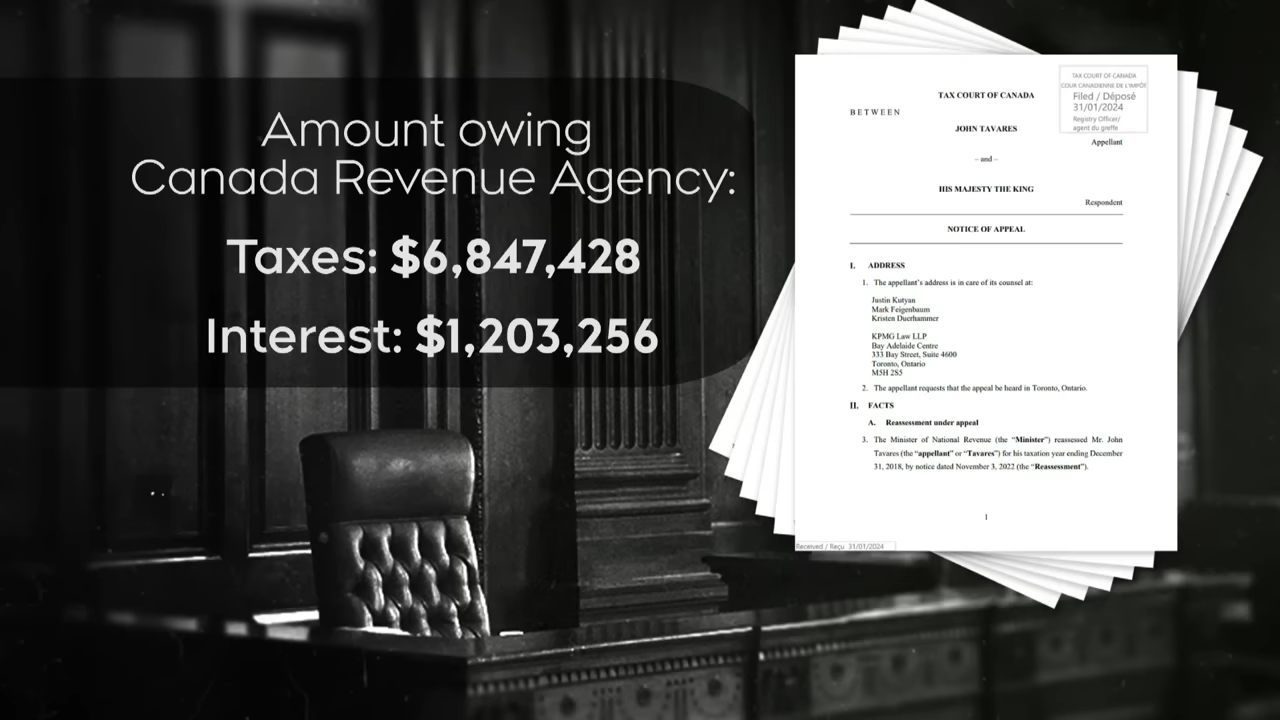 Amount owing
Canada Revenue Agency:
Taxes: $6,847,428
Interest: $1,203,256
TAX COURT OF CANADA
COUR CANADIENNE DE L'IMPÔT
Filed / Déposé
31/01/2024
Registry Officer/
agent du greffe
TAX COURT OF CANADA
BETWEEN
JOHN TAVARES
Appellant
– and –
HIS MAJESTY THE KING
Respondent
NOTICE OF APPEAL
I. ADDRESS
1. The appellant's address is in care of its counsel at:
Justin Kutyan
Mark Feigenbaum
Kristen Duerhammer
KPMG Law LLP
Bay Adelaide Centre
333 Bay Street, Suite 4600
Toronto, Ontario
M5H 2S5
2. The appellant requests that the appeal be heard in Toronto, Ontario.
II. FACTS
A. Reassessment under appeal
3. The Minister of National Revenue (the “Minister”) reassessed Mr. John
Tavares (the “appellant” or “Tavares”) for his taxation year ending December
31, 2018, by notice dated November 3, 2022 (the “Reassessment”).
1
Received / Reçu 31/01/2024